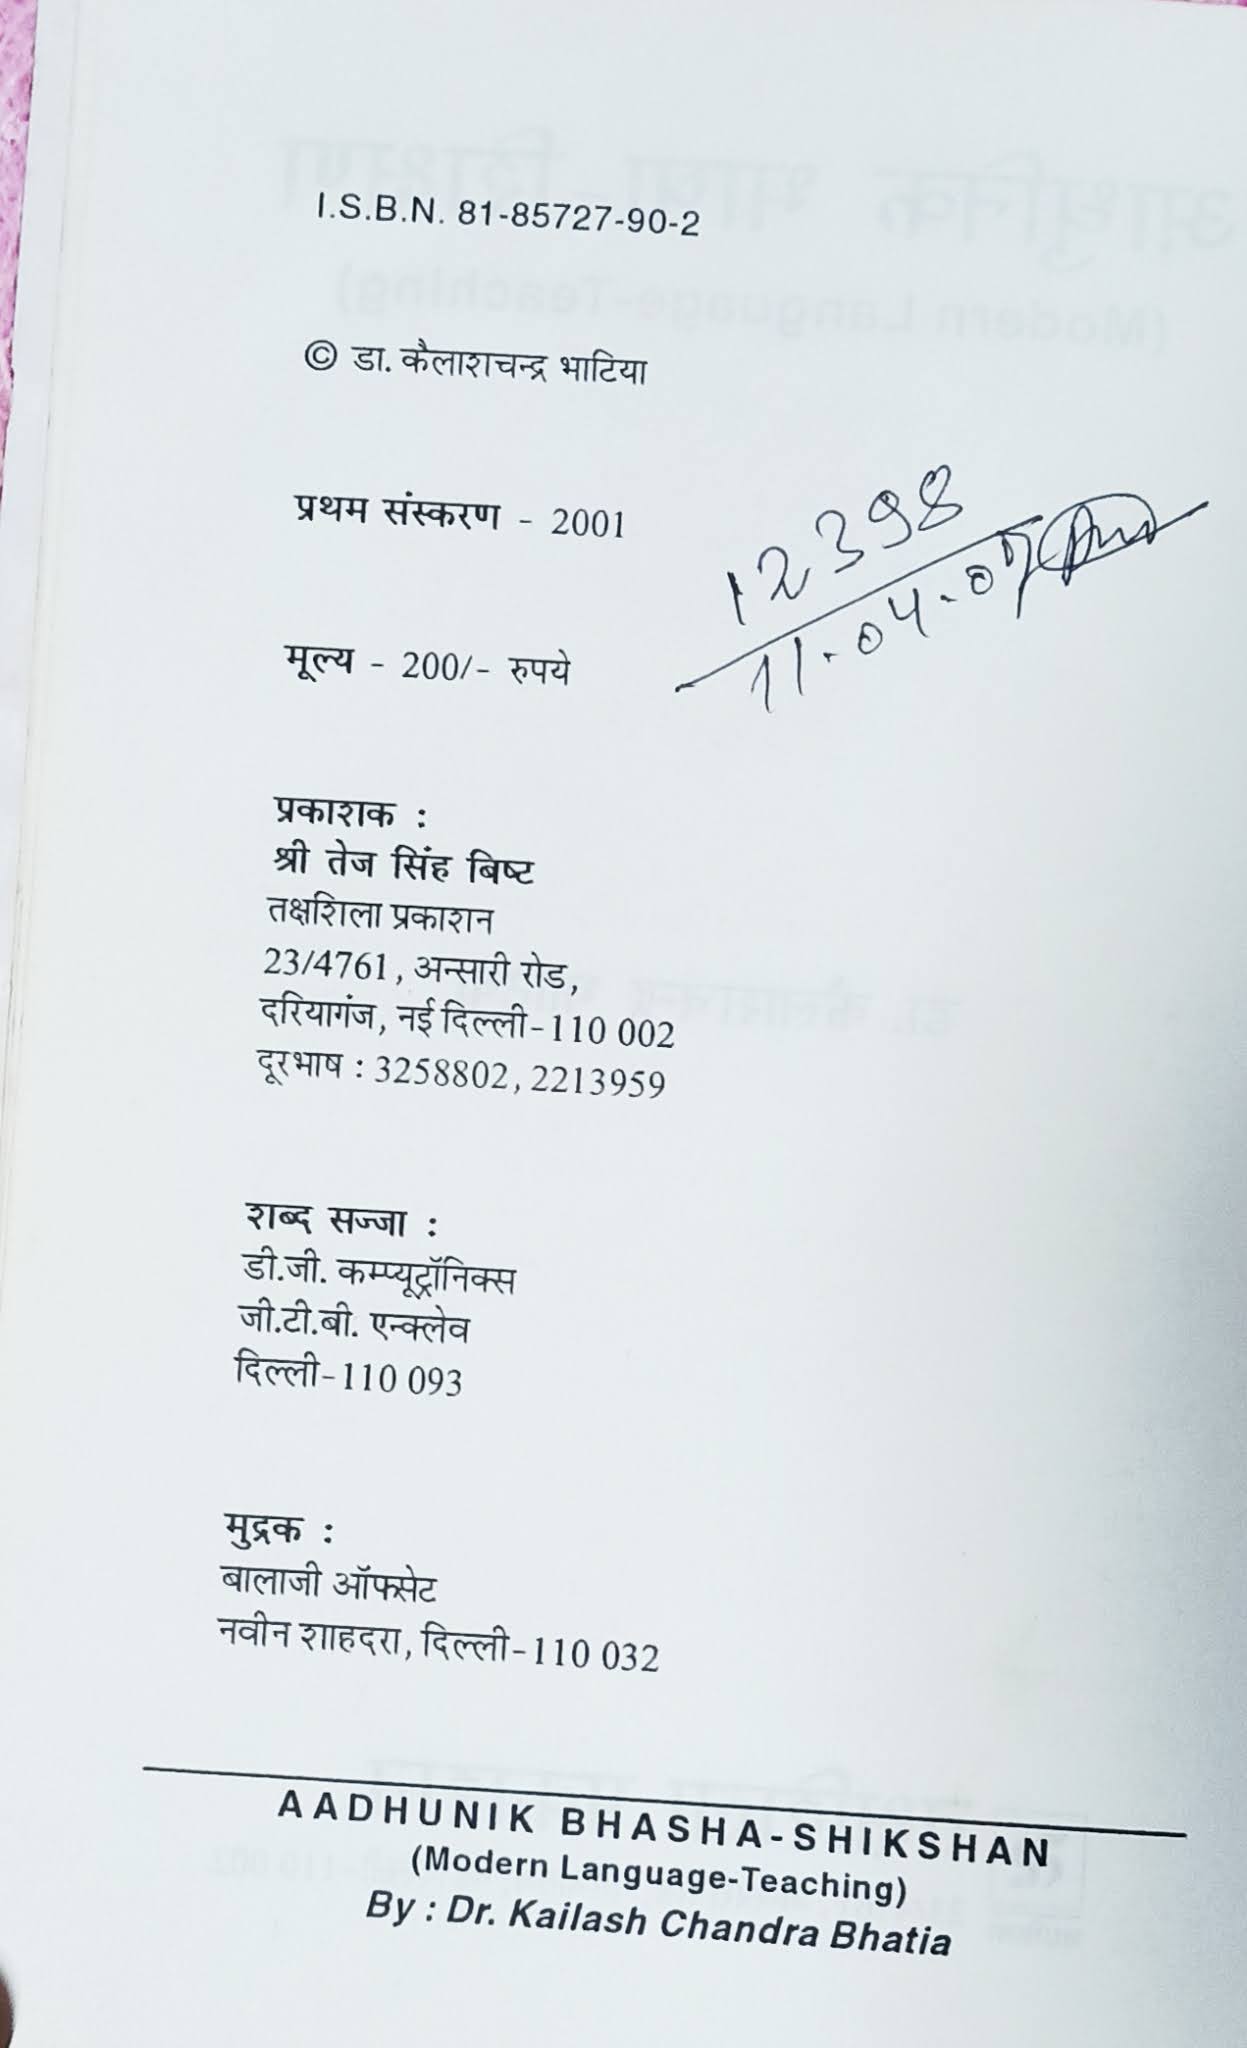 I.S.B.N. 81-85727-90-2
© डा. कैलाशचन्द्र भाटिया
प्रथम संस्करण - 2001
12398
11.04.07
मूल्य - 200/- रुपये
प्रकाशक :
श्री तेज सिंह बिष्ट
तक्षशिला प्रकाशन
23/4761, अन्सारी रोड,
दरियागंज, नई दिल्ली-110 002
दूरभाष : 3258802, 2213959
शब्द सज्जा :
डी.जी. कम्प्यूट्रॉनिक्स
जी.टी.बी. एन्क्लेव
दिल्ली-110 093
मुद्रक :
बालाजी ऑफसेट
नवीन शाहदरा, दिल्ली-110 032
AADHUNIK BHASHA-SHIKSHAN
(Modern Language-Teaching)
By : Dr. Kailash Chandra Bhatia